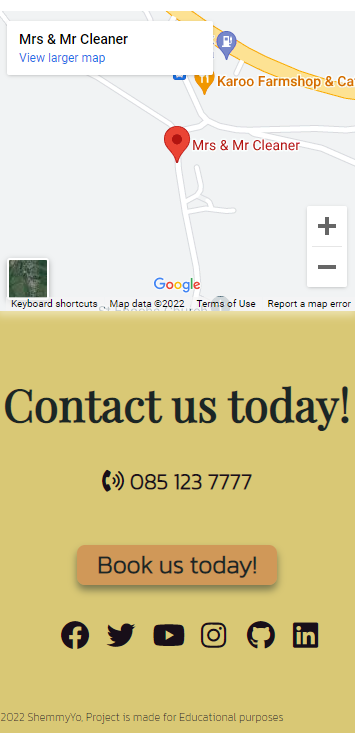 Mrs & Mr Cleaner
View larger map
Karoo Farmshop & Ca
Mrs & Mr Cleaner
Google
Keyboard shortcuts
Map data ©2022
Terms of Use
Report a map error
Contact us today!
085 123 7777
Book us today!
2022 ShemmyYo, Project is made for Educational purposes